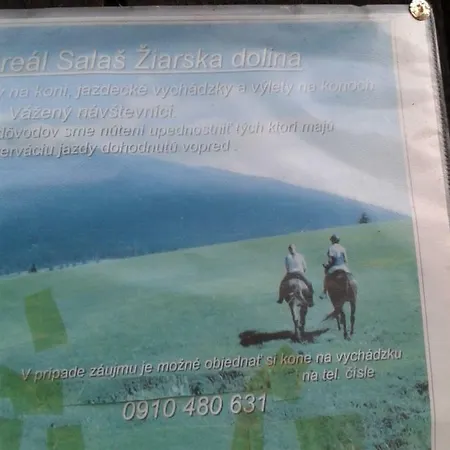 reál Salaš Žiarska dolina
na koni, jazdecké vychádzky a výlety na koňoch,
Vážený návštevníci.
dôvodov sme nútení upednostniť tých ktorí majú
erváciu jazdy dohodnutú vopred .
V prípade záujmu je možné objednať si kone na vychádzku
na tel. čísle
0910 480 631